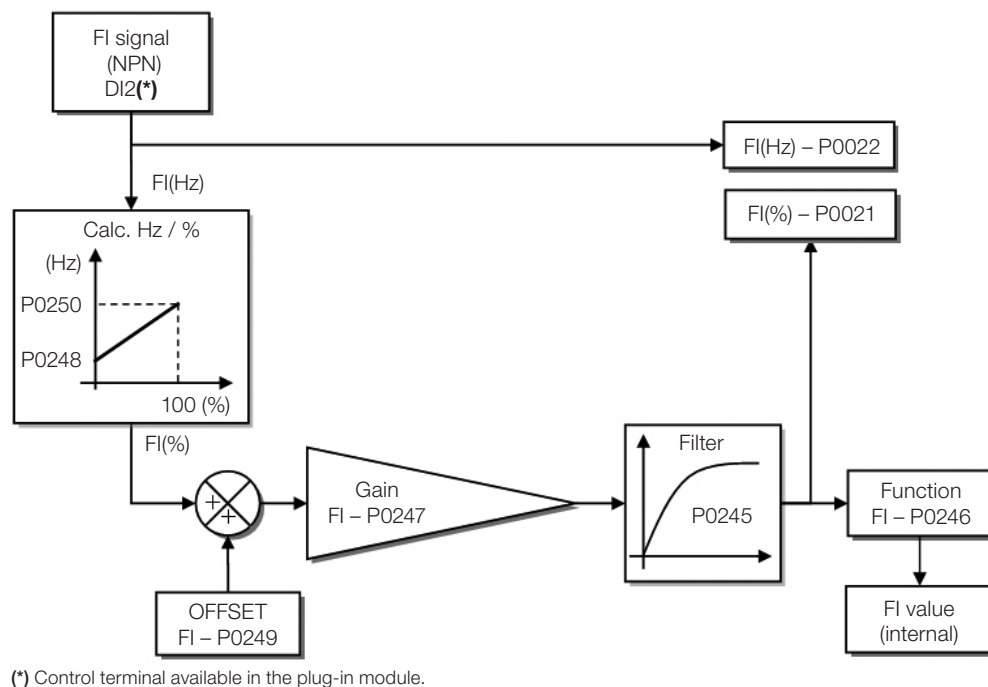 FI signal
(NPN)
DI2(*)
FI(Hz) – P0022
FI(Hz)
FI(%) – P0021
Calc. Hz / %
(Hz)
P0250
P0248
100 (%)
FI(%)
Filter
P0245
Gain
FI – P0247
+
+
Function
FI – P0246
OFFSET
FI – P0249
FI value
(internal)
(*) Control terminal available in the plug-in module.